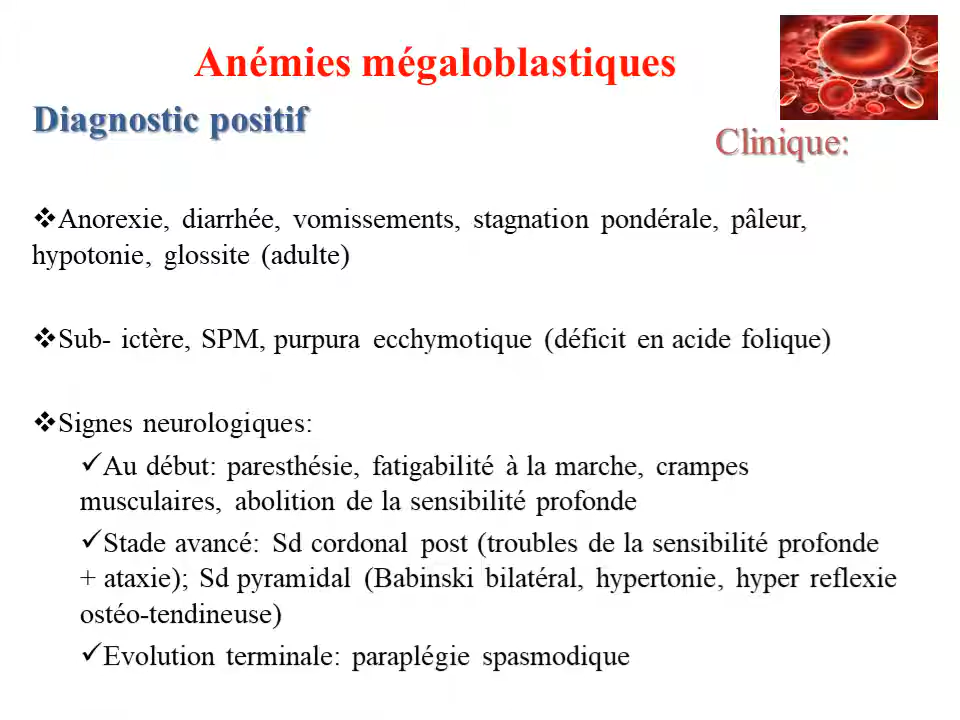 Anémies mégaloblastiques
Diagnostic positif
Clinique:
❖Anorexie, diarrhée, vomissements, stagnation pondérale, pâleur,
hypotonie, glossite (adulte)
❖Sub- ictère, SPM, purpura ecchymotique (déficit en acide folique)
❖Signes neurologiques:
✓Au début: paresthésie, fatigabilité à la marche, crampes
musculaires, abolition de la sensibilité profonde
✓Stade avancé: Sd cordonal post (troubles de la sensibilité profonde
+ ataxie); Sd pyramidal (Babinski bilatéral, hypertonie, hyper reflexie
ostéo-tendineuse)
✓Evolution terminale: paraplégie spasmodique